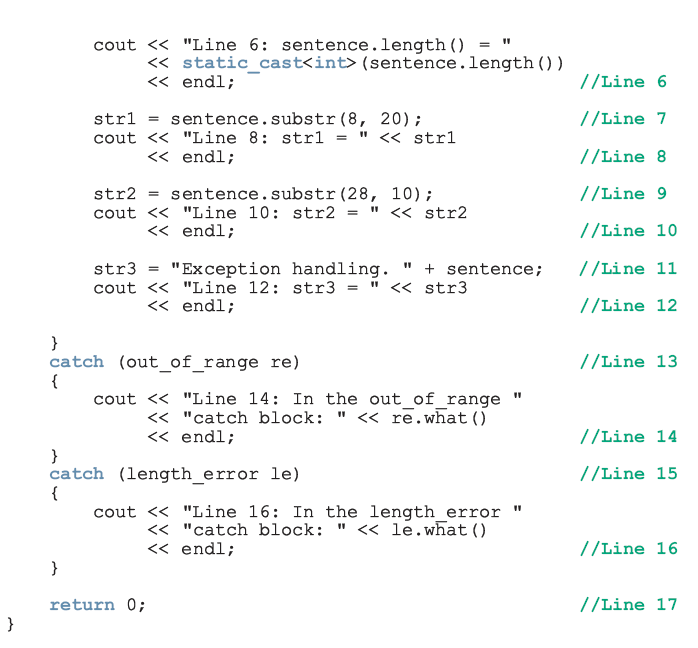 cout << "Line 6: sentence.length() = "
             << static_cast<int>(sentence.length())
             << endl;                                //Line 6
        str1 = sentence.substr(8, 20);               //Line 7
        cout << "Line 8: str1 = " << str1
             << endl;                                //Line 8
        str2 = sentence.substr(28, 10);              //Line 9
        cout << "Line 10: str2 = " << str2
             << endl;                                //Line 10
        str3 = "Exception handling. " + sentence;    //Line 11
        cout << "Line 12: str3 = " << str3
             << endl;                                //Line 12
    }
    catch (out_of_range re)                          //Line 13
    {
        cout << "Line 14: In the out_of_range "
             << "catch block: " << re.what()
             << endl;                                //Line 14
    }
    catch (length_error le)                          //Line 15
    {
        cout << "Line 16: In the length_error "
             << "catch block: " << le.what()
             << endl;                                //Line 16
    }
    return 0;                                        //Line 17
}